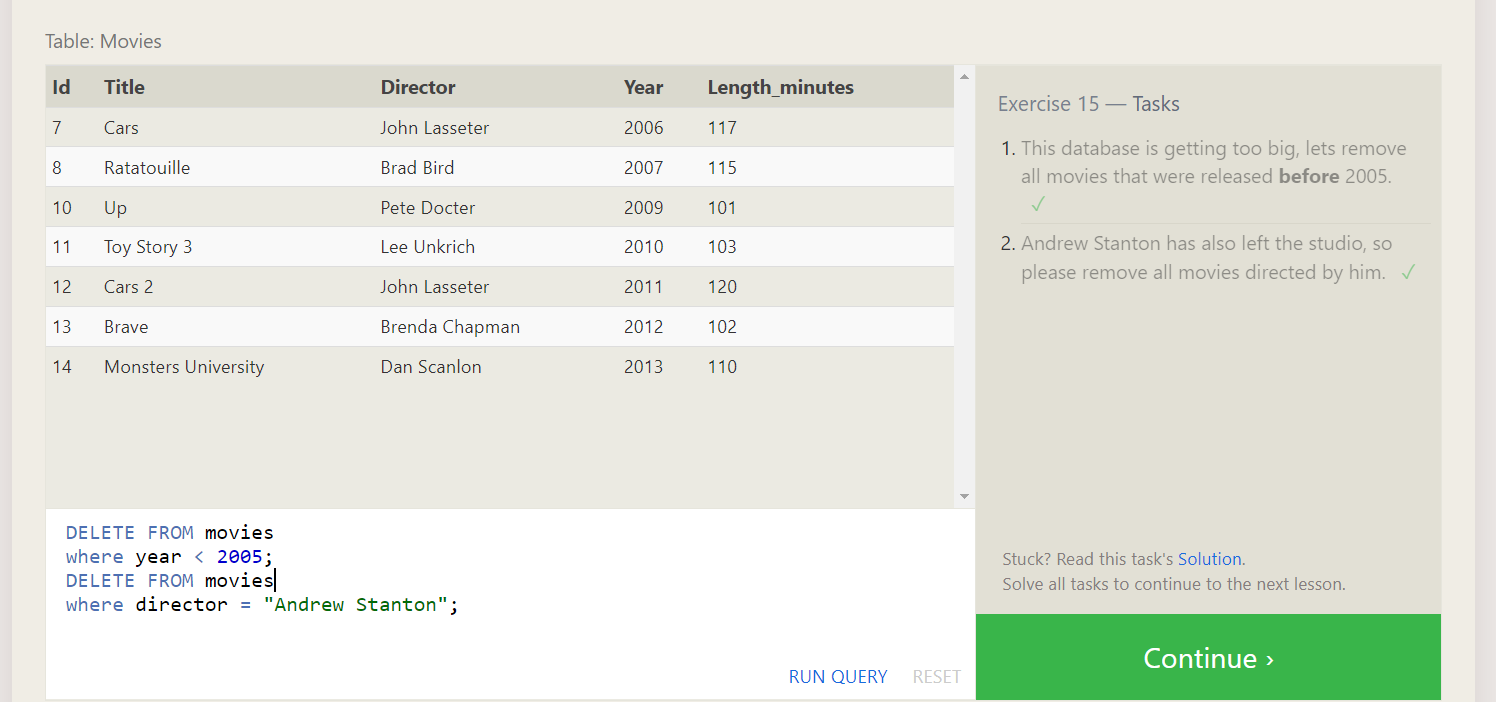 Table: Movies
Id Title Director Year Length_minutes
7 Cars John Lasseter 2006 117
8 Ratatouille Brad Bird 2007 115
10 Up Pete Docter 2009 101
11 Toy Story 3 Lee Unkrich 2010 103
12 Cars 2 John Lasseter 2011 120
13 Brave Brenda Chapman 2012 102
14 Monsters University Dan Scanlon 2013 110
DELETE FROM movies
where year < 2005;
DELETE FROM movies
where director = "Andrew Stanton";
RUN QUERY RESET
Exercise 15 — Tasks
1. This database is getting too big, lets remove
all movies that were released before 2005.
✓
2. Andrew Stanton has also left the studio, so
please remove all movies directed by him. ✓
Stuck? Read this task's Solution.
Solve all tasks to continue to the next lesson.
Continue ›